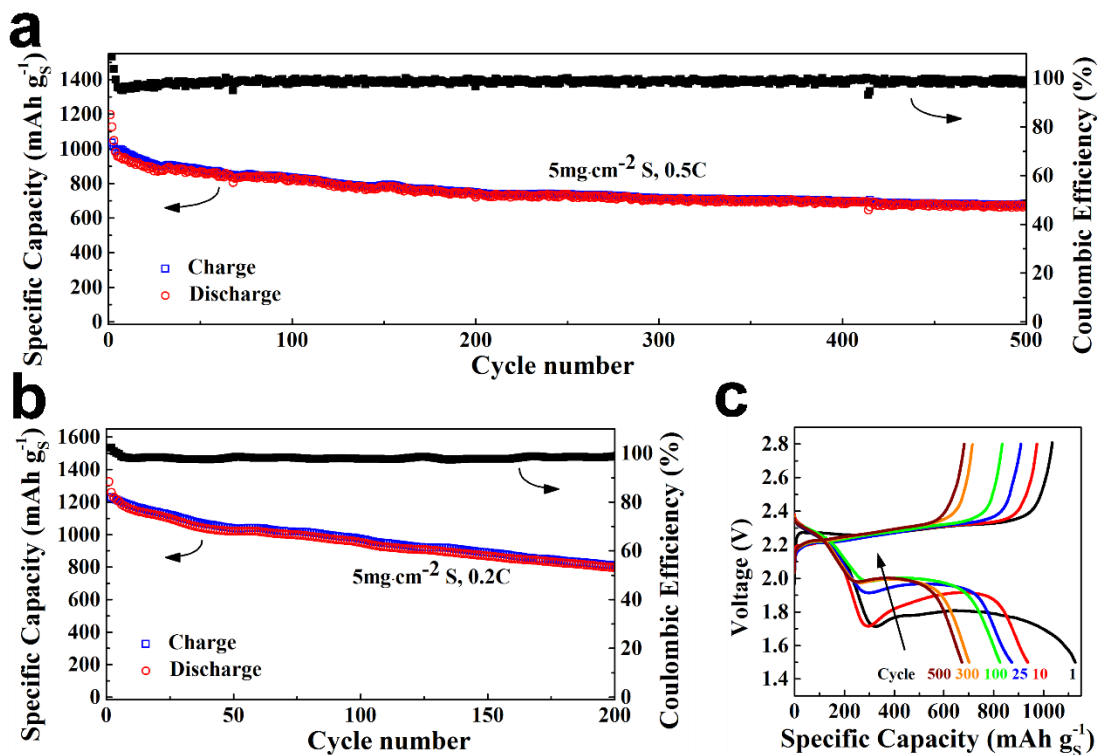 a
1400
1200
1000
800
600
400
200
0
Specific Capacity (mAh g_S^-1)
5mg·cm^-2 S, 0.5C
Charge
Discharge
100
80
60
40
20
0
Coulombic Efficiency (%)
0 100 200 300 400 500
Cycle number
b
1600
1400
1200
1000
800
600
400
200
0
Specific Capacity (mAh g_S^-1)
5mg·cm^-2 S, 0.2C
Charge
Discharge
100
80
60
40
20
0
Coulombic Efficiency (%)
0 50 100 150 200
Cycle number
c
2.8
2.6
2.4
2.2
2.0
1.8
1.6
1.4
Voltage (V)
Cycle 500 300 100 25 10 1
0 200 400 600 800 1000
Specific Capacity (mAh g_S^-1)